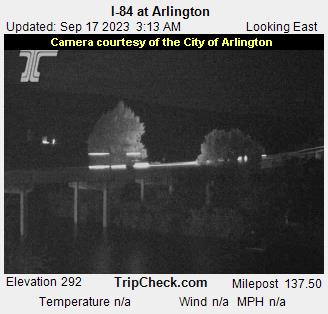 I-84 at Arlington
Updated: Sep 17 2023 3:13 AM Looking East
Camera courtesy of the City of Arlington
Elevation 292 TripCheck.com Milepost 137.50
Temperature n/a Wind n/a MPH n/a